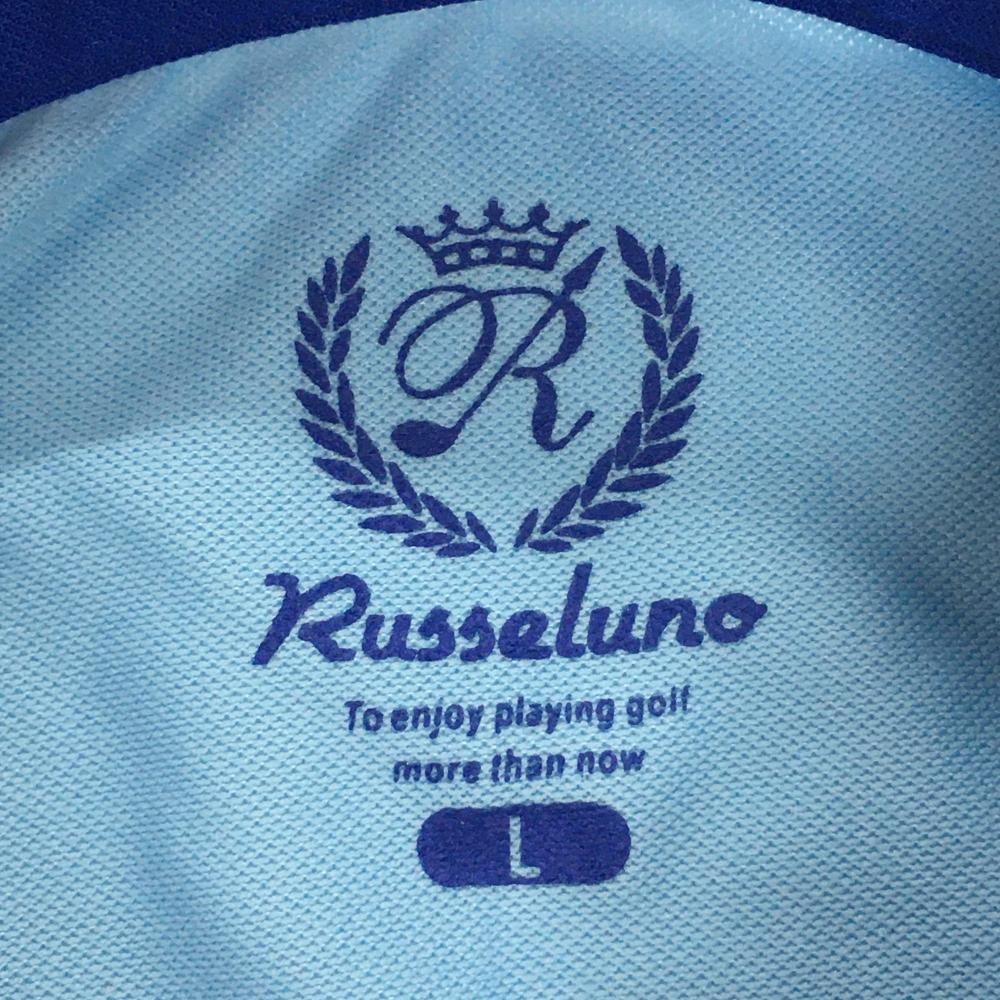 R
Russeluno
To enjoy playing golf
more than now
L